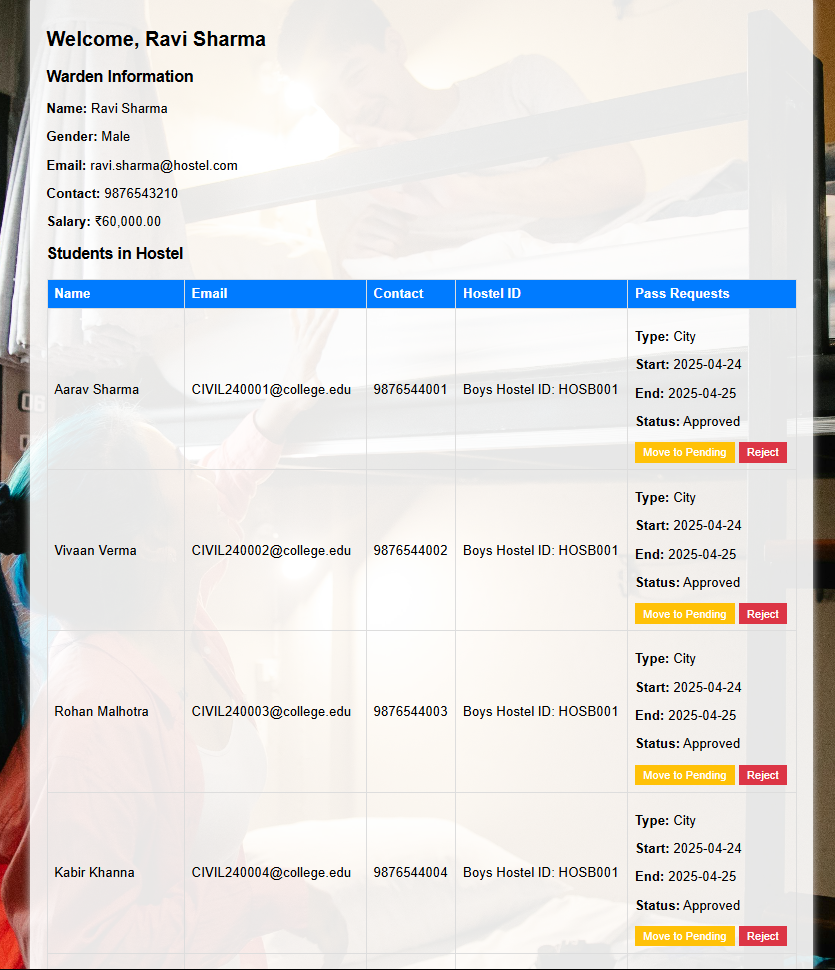 Welcome, Ravi Sharma
Warden Information
Name: Ravi Sharma
Gender: Male
Email: ravi.sharma@hostel.com
Contact: 9876543210
Salary: ₹60,000.00
Students in Hostel
Name Email Contact Hostel ID Pass Requests
Type: City
Start: 2025-04-24
Aarav Sharma CIVIL240001@college.edu 9876544001 Boys Hostel ID: HOSB001
End: 2025-04-25
Status: Approved
Move to Pending Reject
Type: City
Start: 2025-04-24
Vivaan Verma CIVIL240002@college.edu 9876544002 Boys Hostel ID: HOSB001
End: 2025-04-25
Status: Approved
Move to Pending Reject
Type: City
Start: 2025-04-24
Rohan Malhotra CIVIL240003@college.edu 9876544003 Boys Hostel ID: HOSB001
End: 2025-04-25
Status: Approved
Move to Pending Reject
Type: City
Start: 2025-04-24
Kabir Khanna CIVIL240004@college.edu 9876544004 Boys Hostel ID: HOSB001
End: 2025-04-25
Status: Approved
Move to Pending Reject